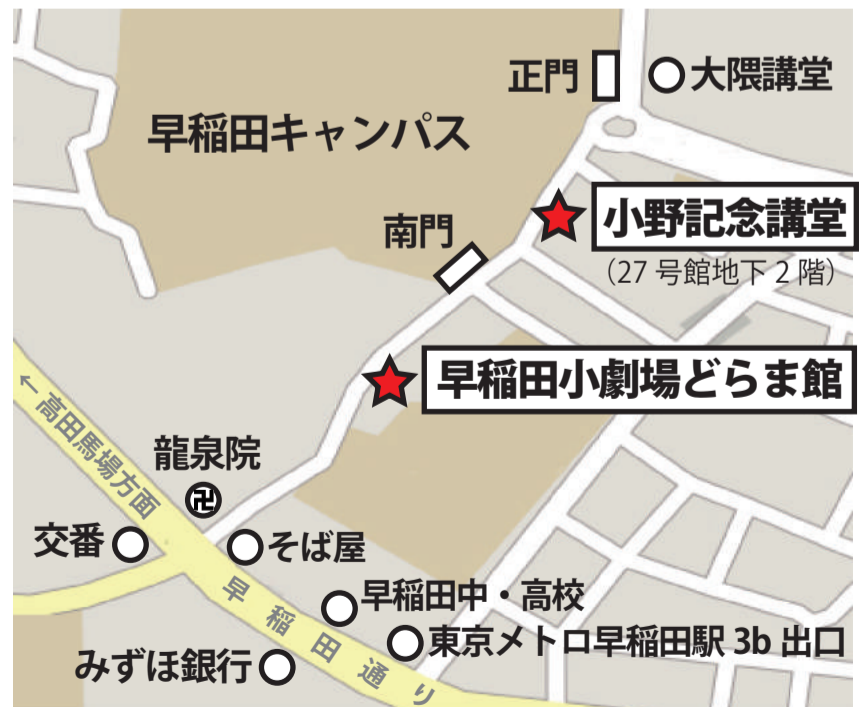 正門
大隈講堂
早稲田キャンパス
小野記念講堂
（27 号館地下 2 階）
南門
早稲田小劇場どらま館
←高田馬場方面
龍泉院
卍
交番
そば屋
早稲田通り
早稲田中・高校
東京メトロ早稲田駅 3b 出口
みずほ銀行